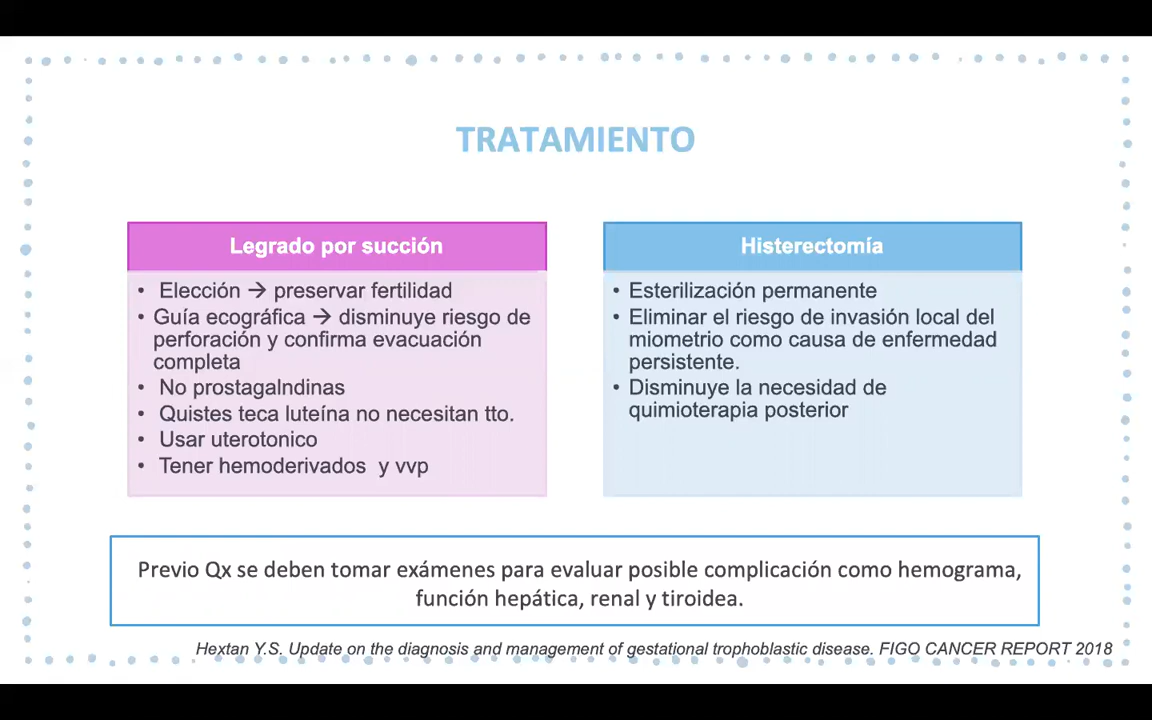 TRATAMIENTO
Legrado por succión
• Elección → preservar fertilidad
• Guía ecográfica → disminuye riesgo de
perforación y confirma evacuación
completa
• No prostagalndinas
• Quistes teca luteína no necesitan tto.
• Usar uterotonico
• Tener hemoderivados y vvp
Histerectomía
• Esterilización permanente
• Eliminar el riesgo de invasión local del
miometrio como causa de enfermedad
persistente.
• Disminuye la necesidad de
quimioterapia posterior
Previo Qx se deben tomar exámenes para evaluar posible complicación como hemograma,
función hepática, renal y tiroidea.
Hextan Y.S. Update on the diagnosis and management of gestational trophoblastic disease. FIGO CANCER REPORT 2018